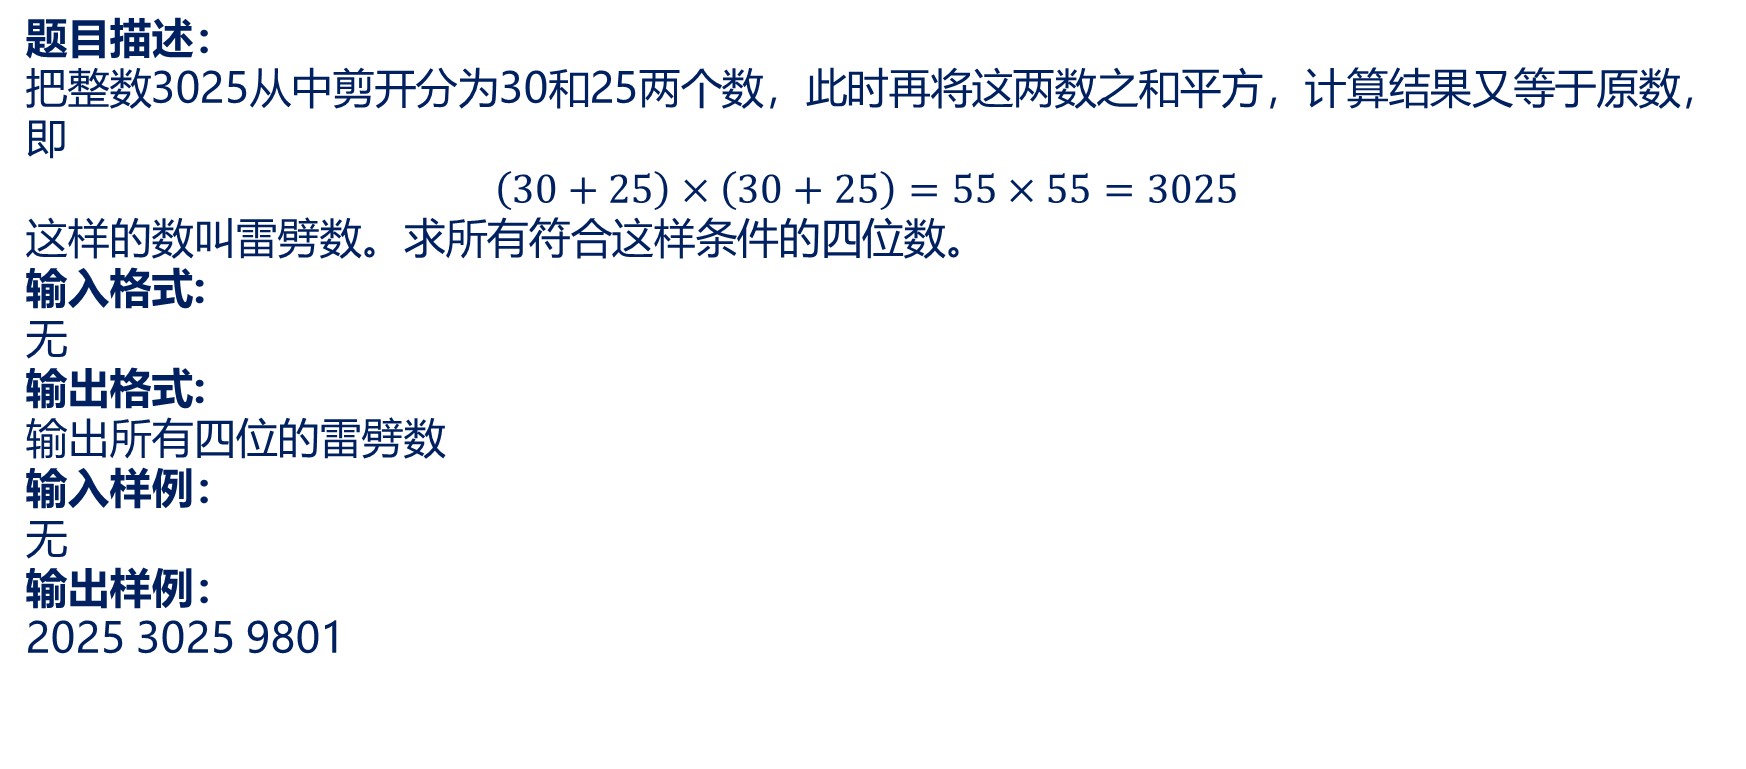 题目描述：
把整数3025从中剪开分为30和25两个数，此时再将这两数之和平方，计算结果又等于原数，
即
(30 + 25) × (30 + 25) = 55 × 55 = 3025
这样的数叫雷劈数。求所有符合这样条件的四位数。
输入格式:
无
输出格式:
输出所有四位的雷劈数
输入样例：
无
输出样例：
2025 3025 9801